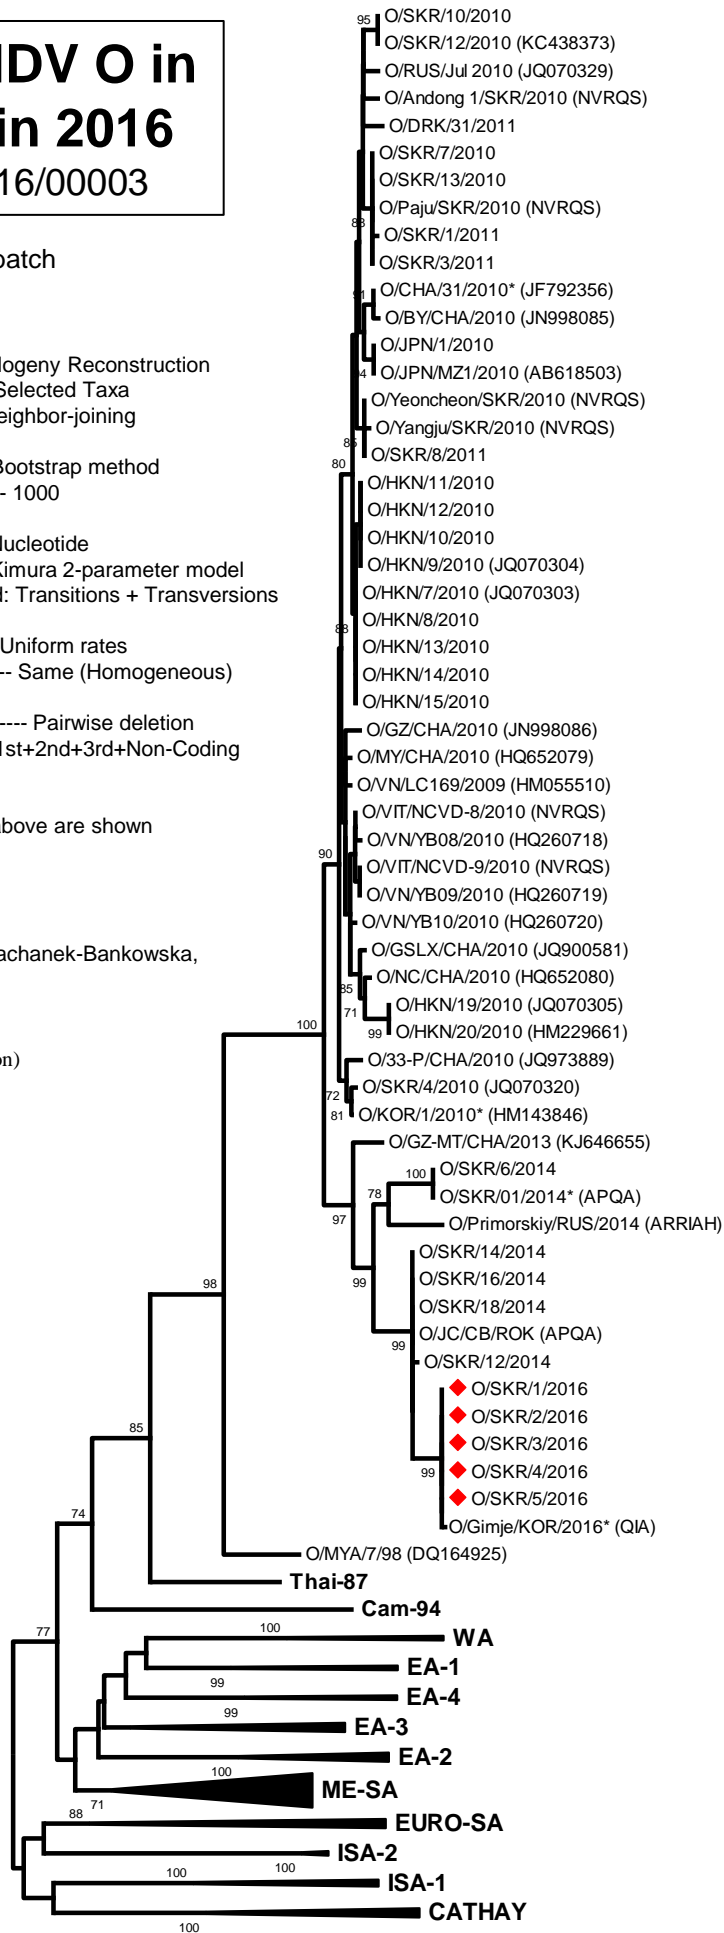 IDV O in
in 2016
16/00003
batch
logeny Reconstruction
Selected Taxa
eighbor-joining
Bootstrap method
- 1000
Nucleotide
Kimura 2-parameter model
d: Transitions + Transversions
Uniform rates
-- Same (Homogeneous)
---- Pairwise deletion
1st+2nd+3rd+Non-Coding
above are shown
achanek-Bankowska,
on)
95
O/SKR/10/2010
O/SKR/12/2010 (KC438373)
O/RUS/Jul 2010 (JQ070329)
O/Andong 1/SKR/2010 (NVRQS)
O/DRK/31/2011
O/SKR/7/2010
O/SKR/13/2010
O/Paju/SKR/2010 (NVRQS)
O/SKR/1/2011
O/SKR/3/2011
O/CHA/31/2010* (JF792356)
O/BY/CHA/2010 (JN998085)
O/JPN/1/2010
O/JPN/MZ1/2010 (AB618503)
O/Yeoncheon/SKR/2010 (NVRQS)
O/Yangju/SKR/2010 (NVRQS)
O/SKR/8/2011
80
O/HKN/11/2010
O/HKN/12/2010
O/HKN/10/2010
O/HKN/9/2010 (JQ070304)
O/HKN/7/2010 (JQ070303)
O/HKN/8/2010
O/HKN/13/2010
O/HKN/14/2010
O/HKN/15/2010
O/GZ/CHA/2010 (JN998086)
O/MY/CHA/2010 (HQ652079)
O/VN/LC169/2009 (HM055510)
O/VIT/NCVD-8/2010 (NVRQS)
O/VN/YB08/2010 (HQ260718)
90
O/VIT/NCVD-9/2010 (NVRQS)
O/VN/YB09/2010 (HQ260719)
O/VN/YB10/2010 (HQ260720)
O/GSLX/CHA/2010 (JQ900581)
O/NC/CHA/2010 (HQ652080)
85
O/HKN/19/2010 (JQ070305)
71
100
99
O/HKN/20/2010 (HM229661)
O/33-P/CHA/2010 (JQ973889)
O/SKR/4/2010 (JQ070320)
72
81
O/KOR/1/2010* (HM143846)
O/GZ-MT/CHA/2013 (KJ646655)
O/SKR/6/2014
100
O/SKR/01/2014* (APQA)
78
97
O/Primorskiy/RUS/2014 (ARRIAH)
O/SKR/14/2014
O/SKR/16/2014
98
99
O/SKR/18/2014
O/JC/CB/ROK (APQA)
99
O/SKR/12/2014
O/SKR/1/2016
O/SKR/2/2016
85
O/SKR/3/2016
O/SKR/4/2016
99
O/SKR/5/2016
74
O/Gimje/KOR/2016* (QIA)
O/MYA/7/98 (DQ164925)
Thai-87
Cam-94
77
100
WA
EA-1
99
EA-4
99
EA-3
EA-2
100
ME-SA
71
88
EURO-SA
ISA-2
100
100
ISA-1
CATHAY
100